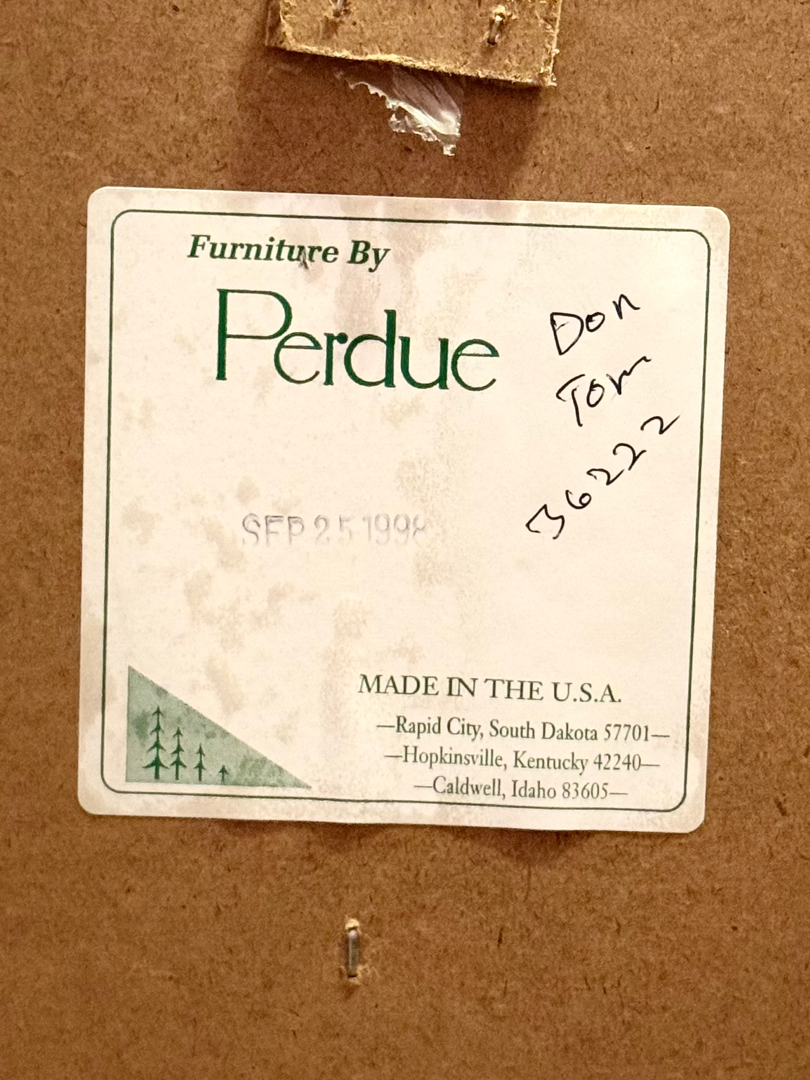 Furniture By
Perdue
Don
Tom
36222
SEP 25 1998
MADE IN THE U.S.A.
—Rapid City, South Dakota 57701—
—Hopkinsville, Kentucky 42240—
—Caldwell, Idaho 83605—